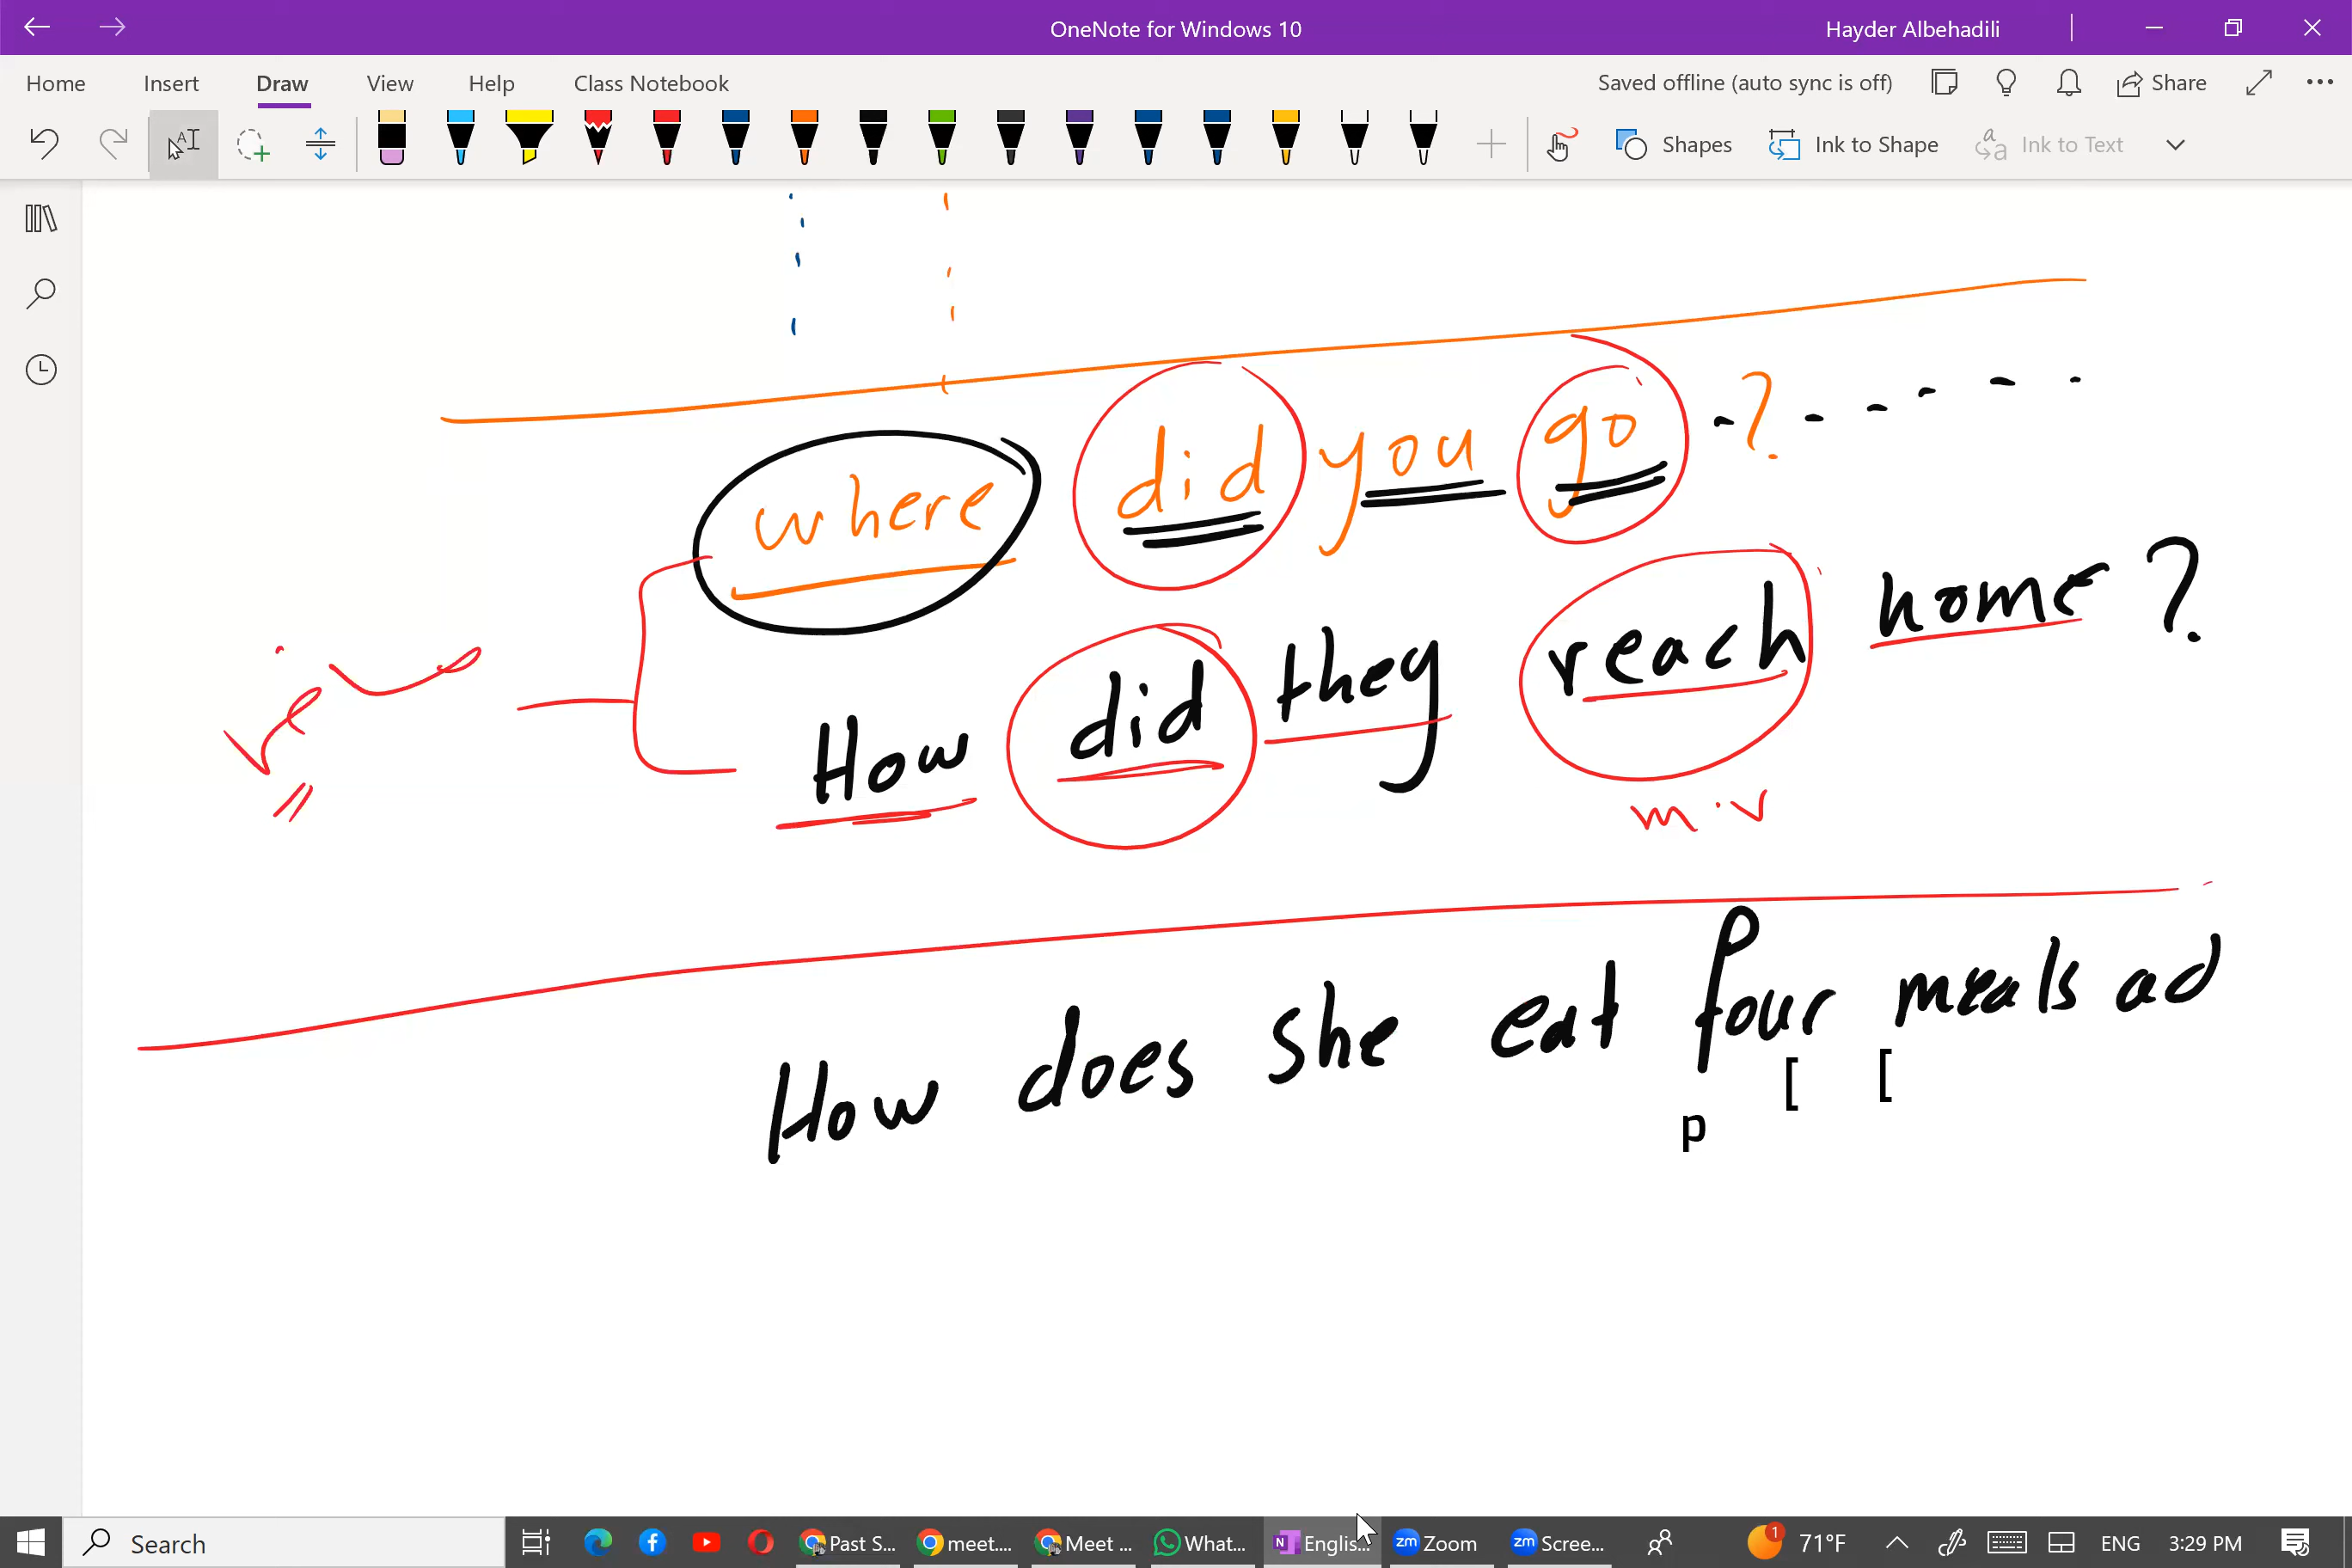 OneNote for Windows 10
Hayder Albehadili
Home Insert Draw View Help Class Notebook
Saved offline (auto sync is off) Share
Shapes Ink to Shape Ink to Text
where did you go - ? - - - - -
How did they reach home ?
m.v
How does she eat four meals ad
[ [
p
Search
Past S... meet.... Meet ... What... Englis... Zoom Scree...
1 71°F ENG 3:29 PM